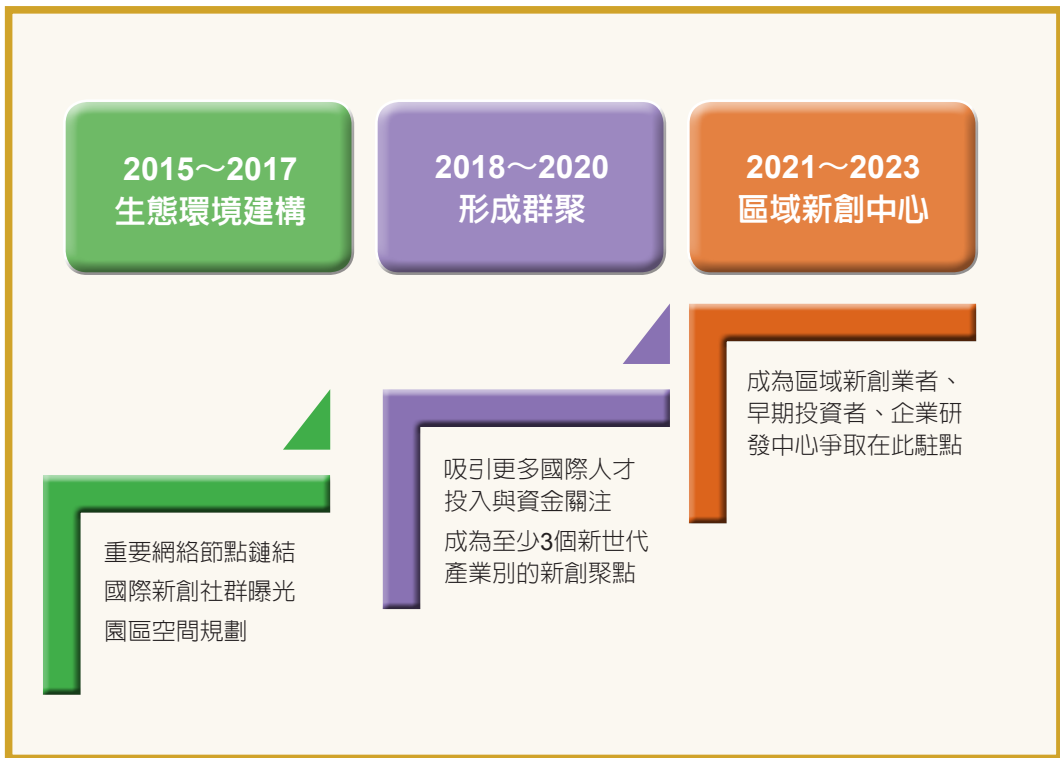 2015～2017
生態環境建構
2018～2020
形成群聚
2021～2023
區域新創中心
重要網絡節點鏈結
國際新創社群曝光
園區空間規劃
吸引更多國際人才
投入與資金關注
成為至少3個新世代
產業別的新創聚點
成為區域新創業者、
早期投資者、企業研
發中心爭取在此駐點